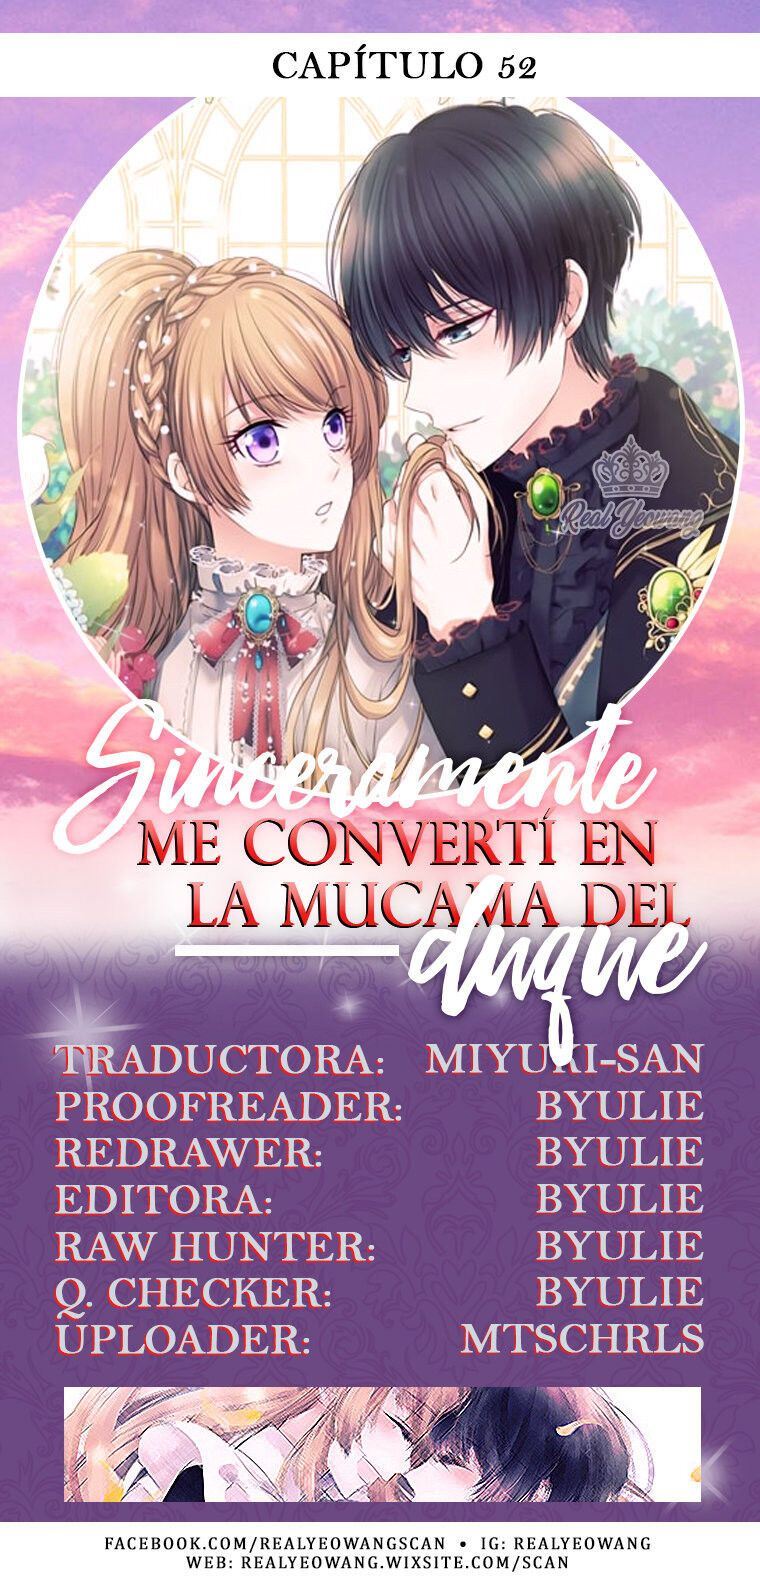 CAPÍTULO 52
Real Yeowang
Sinceramente
ME CONVERTÍ EN
LA MUCAMA DEL
duque
TRADUCTORA: MIYUKI-SAN
PROOFREADER: BYULIE
REDRAWER: BYULIE
EDITORA: BYULIE
RAW HUNTER: BYULIE
Q. CHECKER: BYULIE
UPLOADER: MTSCHRLS
FACEBOOK.COM/REALYEOWANGSCAN • IG: REALYEOWANG
WEB: REALYEOWANG.WIXSITE.COM/SCAN